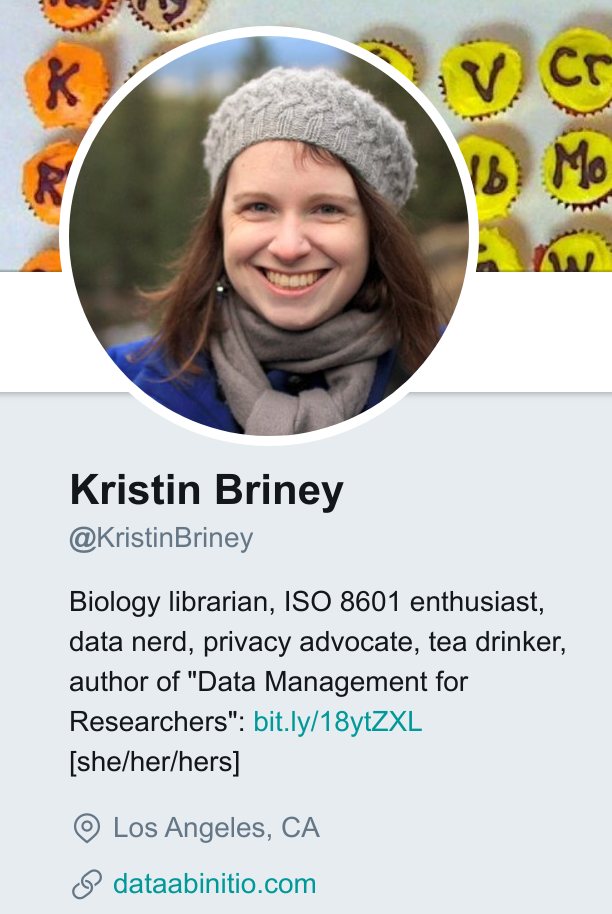 K
V
Cr
Mo
Kristin Briney
@KristinBriney
Biology librarian, ISO 8601 enthusiast,
data nerd, privacy advocate, tea drinker,
author of "Data Management for
Researchers": bit.ly/18ytZXL
[she/her/hers]
Los Angeles, CA
dataabinitio.com